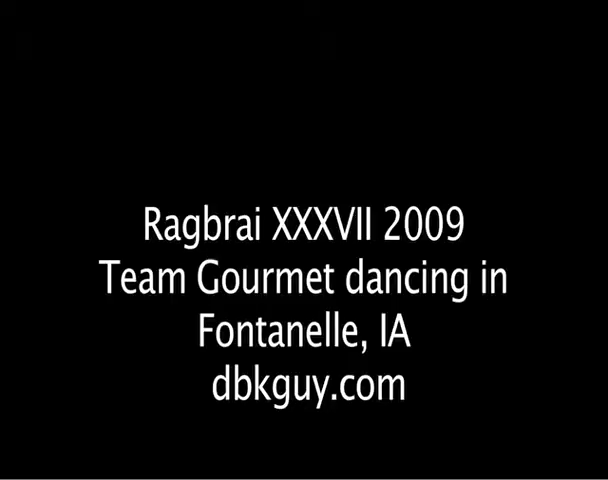 Ragbrai XXXVII 2009
Team Gourmet dancing in
Fontanelle, IA
dbkguy.com